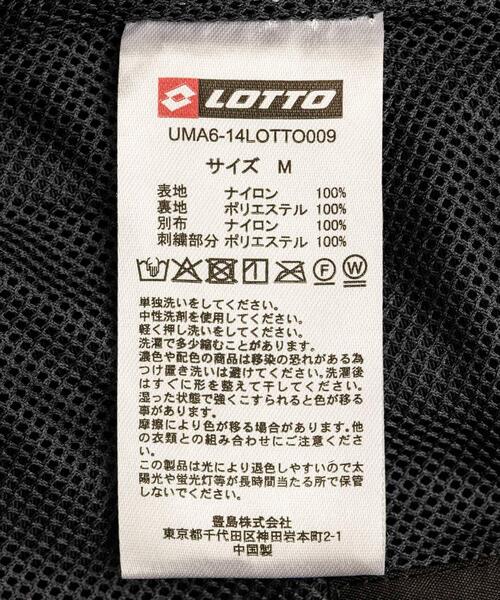 LOTTO
UMA6-14LOTTO009
サイズ M
表地 ナイロン 100%
裏地 ポリエステル 100%
別布 ナイロン 100%
刺繍部分 ポリエステル 100%
F W
単独洗いをしてください。
中性洗剤を使用してください。
軽く押し洗いをしてください。
洗濯で多少縮むことがあります。
濃色や配色の商品は移染の恐れがある為
つけ置き洗いは避けてください。洗濯後
はすぐに形を整えて干してください。
湿った状態で強くこすられると色が移る
事があります。
摩擦により色が移る場合があります。他
の衣類との組み合わせにご注意くださ
い。
この製品は光により退色しやすいので太
陽光や蛍光灯等が長時間当たる所で保管
しないでください。
豊島株式会社
東京都千代田区神田岩本町2-1
中国製